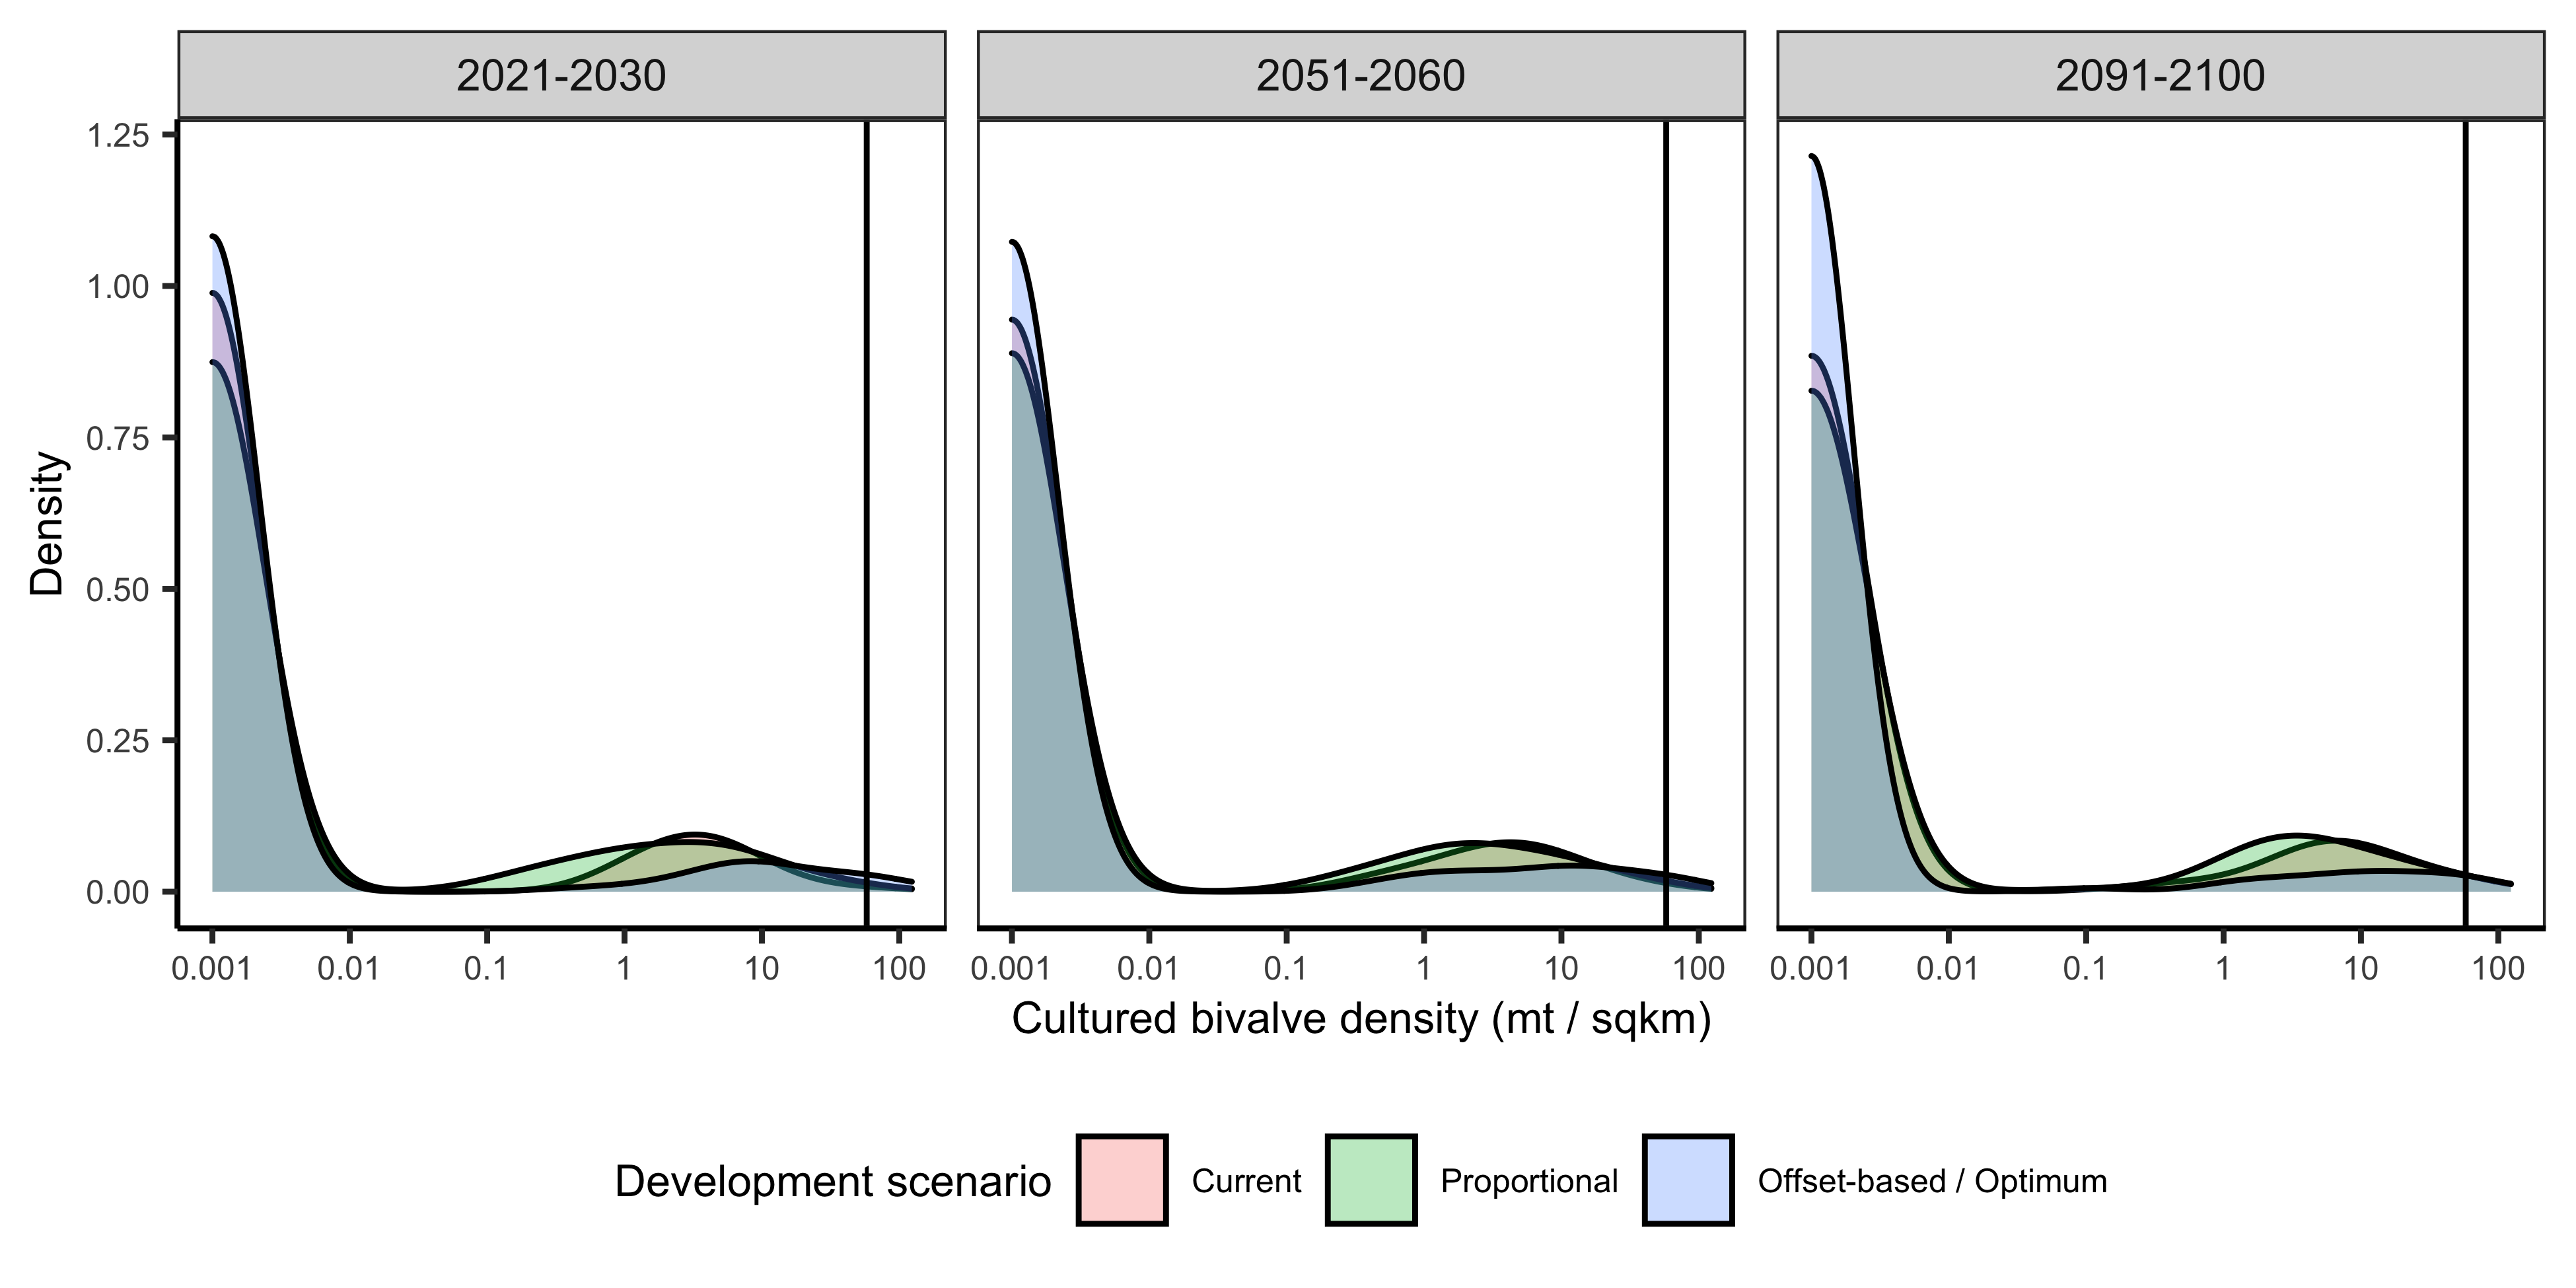 2021-2030 2051-2060 2091-2100
1.25
1.00
0.75
0.50
0.25
0.00
Density
0.001 0.01 0.1 1 10 100 0.001 0.01 0.1 1 10 100 0.001 0.01 0.1 1 10 100
Cultured bivalve density (mt / sqkm)
Development scenario Current Proportional Offset-based / Optimum